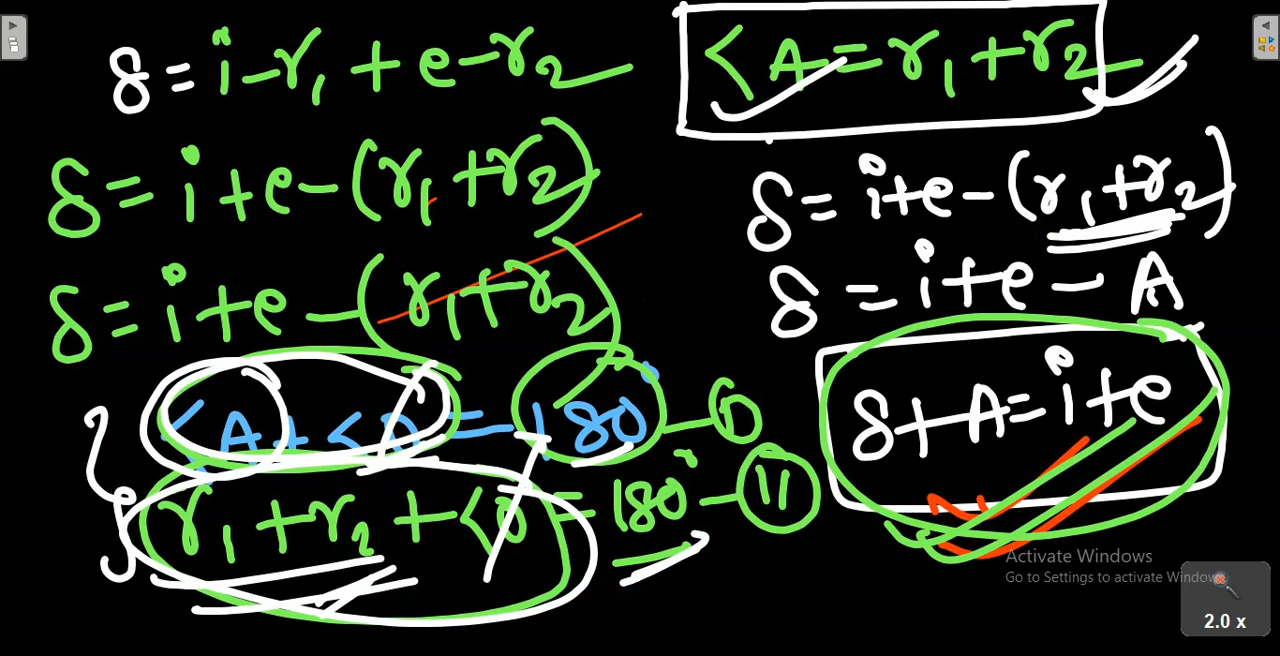 δ = i - r₁ + e - r₂
δ = i + e - (r₁ + r₂)
δ = i + e - (r₁ + r₂)
<A + <O = 180° - (I)
r₁ + r₂ + <O = 180° - (II)
<A = r₁ + r₂
δ = i + e - (r₁ + r₂)
δ = i + e - A
δ + A = i + e
Activate Windows
Go to Settings to activate Windows
2.0 x